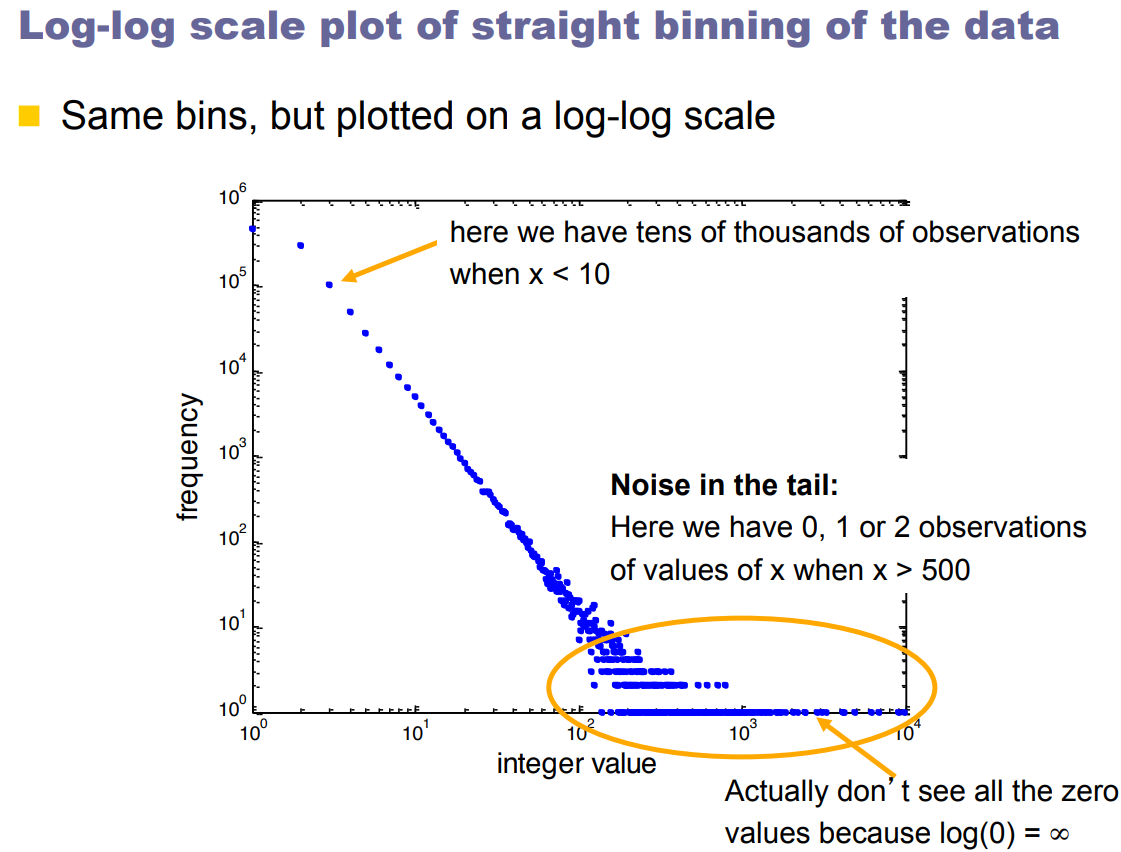 Log-log scale plot of straight binning of the data
Same bins, but plotted on a log-log scale
10^6
10^5
10^4
10^3
10^2
10^1
10^0
frequency
here we have tens of thousands of observations
when x < 10
Noise in the tail:
Here we have 0, 1 or 2 observations
of values of x when x > 500
10^0 10^1 10^2 10^3 10^4
integer value
Actually don’t see all the zero
values because log(0) = ∞